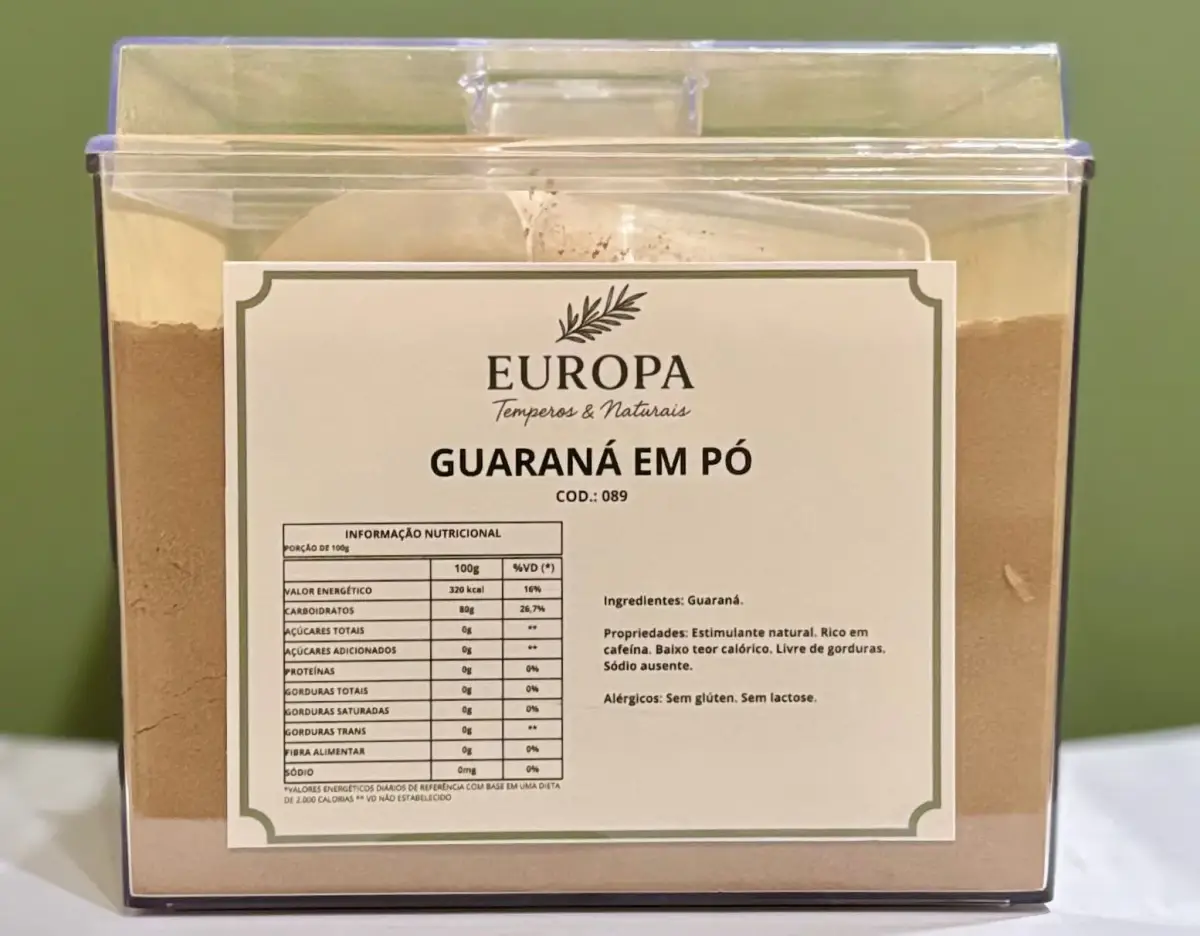 EUROPA
Temperos & Naturais
GUARANÁ EM PÓ
COD.: 089
INFORMAÇÃO NUTRICIONAL
PORÇÃO DE 100g
100g %VD (*)
VALOR ENERGÉTICO 320 kcal 16%
CARBOIDRATOS 80g 26,7%
AÇÚCARES TOTAIS 0g **
AÇÚCARES ADICIONADOS 0g **
PROTEÍNAS 0g 0%
GORDURAS TOTAIS 0g 0%
GORDURAS SATURADAS 0g 0%
GORDURAS TRANS 0g **
FIBRA ALIMENTAR 0g 0%
SÓDIO 0mg 0%
*VALORES ENERGÉTICOS DIÁRIOS DE REFERÊNCIA COM BASE EM UMA DIETA
DE 2.000 CALORIAS ** VD NÃO ESTABELECIDO
Ingredientes: Guaraná.
Propriedades: Estimulante natural. Rico em
cafeína. Baixo teor calórico. Livre de gorduras.
Sódio ausente.
Alérgicos: Sem glúten. Sem lactose.